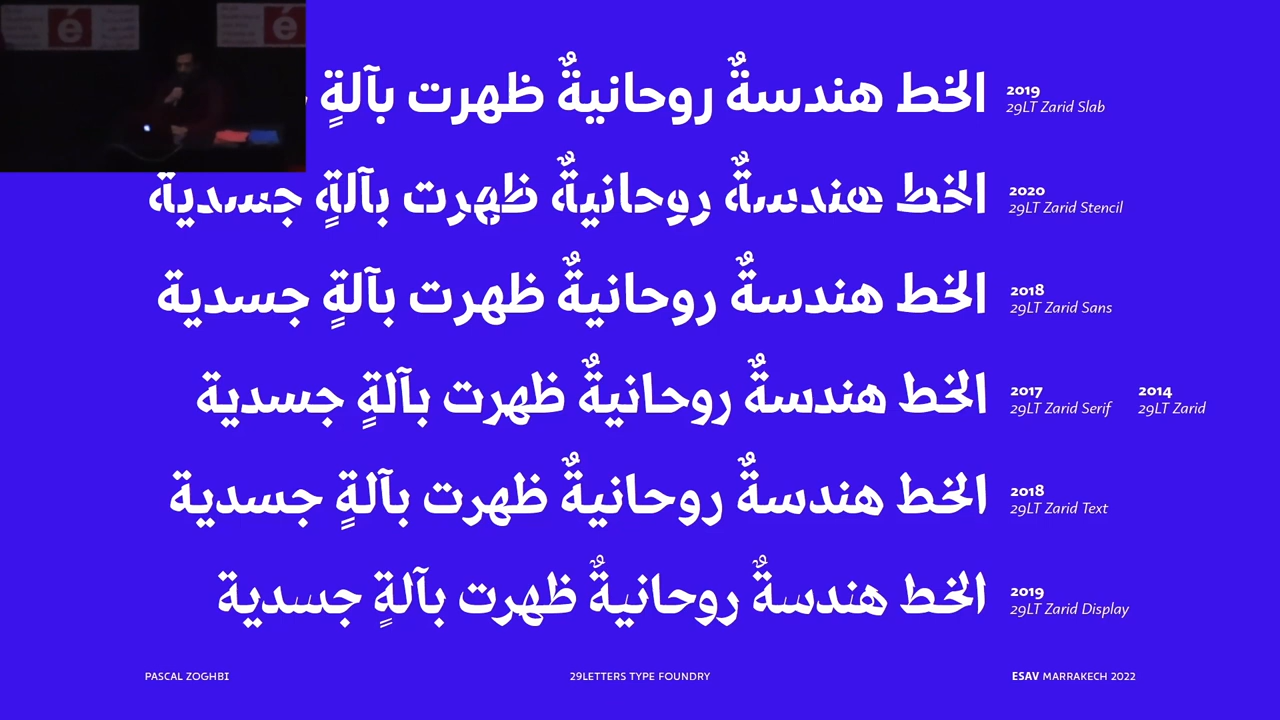 é é
الخط هندسةٌ روحانيةٌ ظهرت بآلةٍ
2019
29LT Zarid Slab
الخط هندسةٌ روحانيةٌ ظهرت بآلةٍ جسدية
2020
29LT Zarid Stencil
الخط هندسةٌ روحانيةٌ ظهرت بآلةٍ جسدية
2018
29LT Zarid Sans
الخط هندسةٌ روحانيةٌ ظهرت بآلةٍ جسدية
2017 2014
29LT Zarid Serif 29LT Zarid
الخط هندسةٌ روحانيةٌ ظهرت بآلةٍ جسدية
2018
29LT Zarid Text
الخط هندسةٌ روحانيةٌ ظهرت بآلةٍ جسدية
2019
29LT Zarid Display
PASCAL ZOGHBI 29LETTERS TYPE FOUNDRY ESAV MARRAKECH 2022